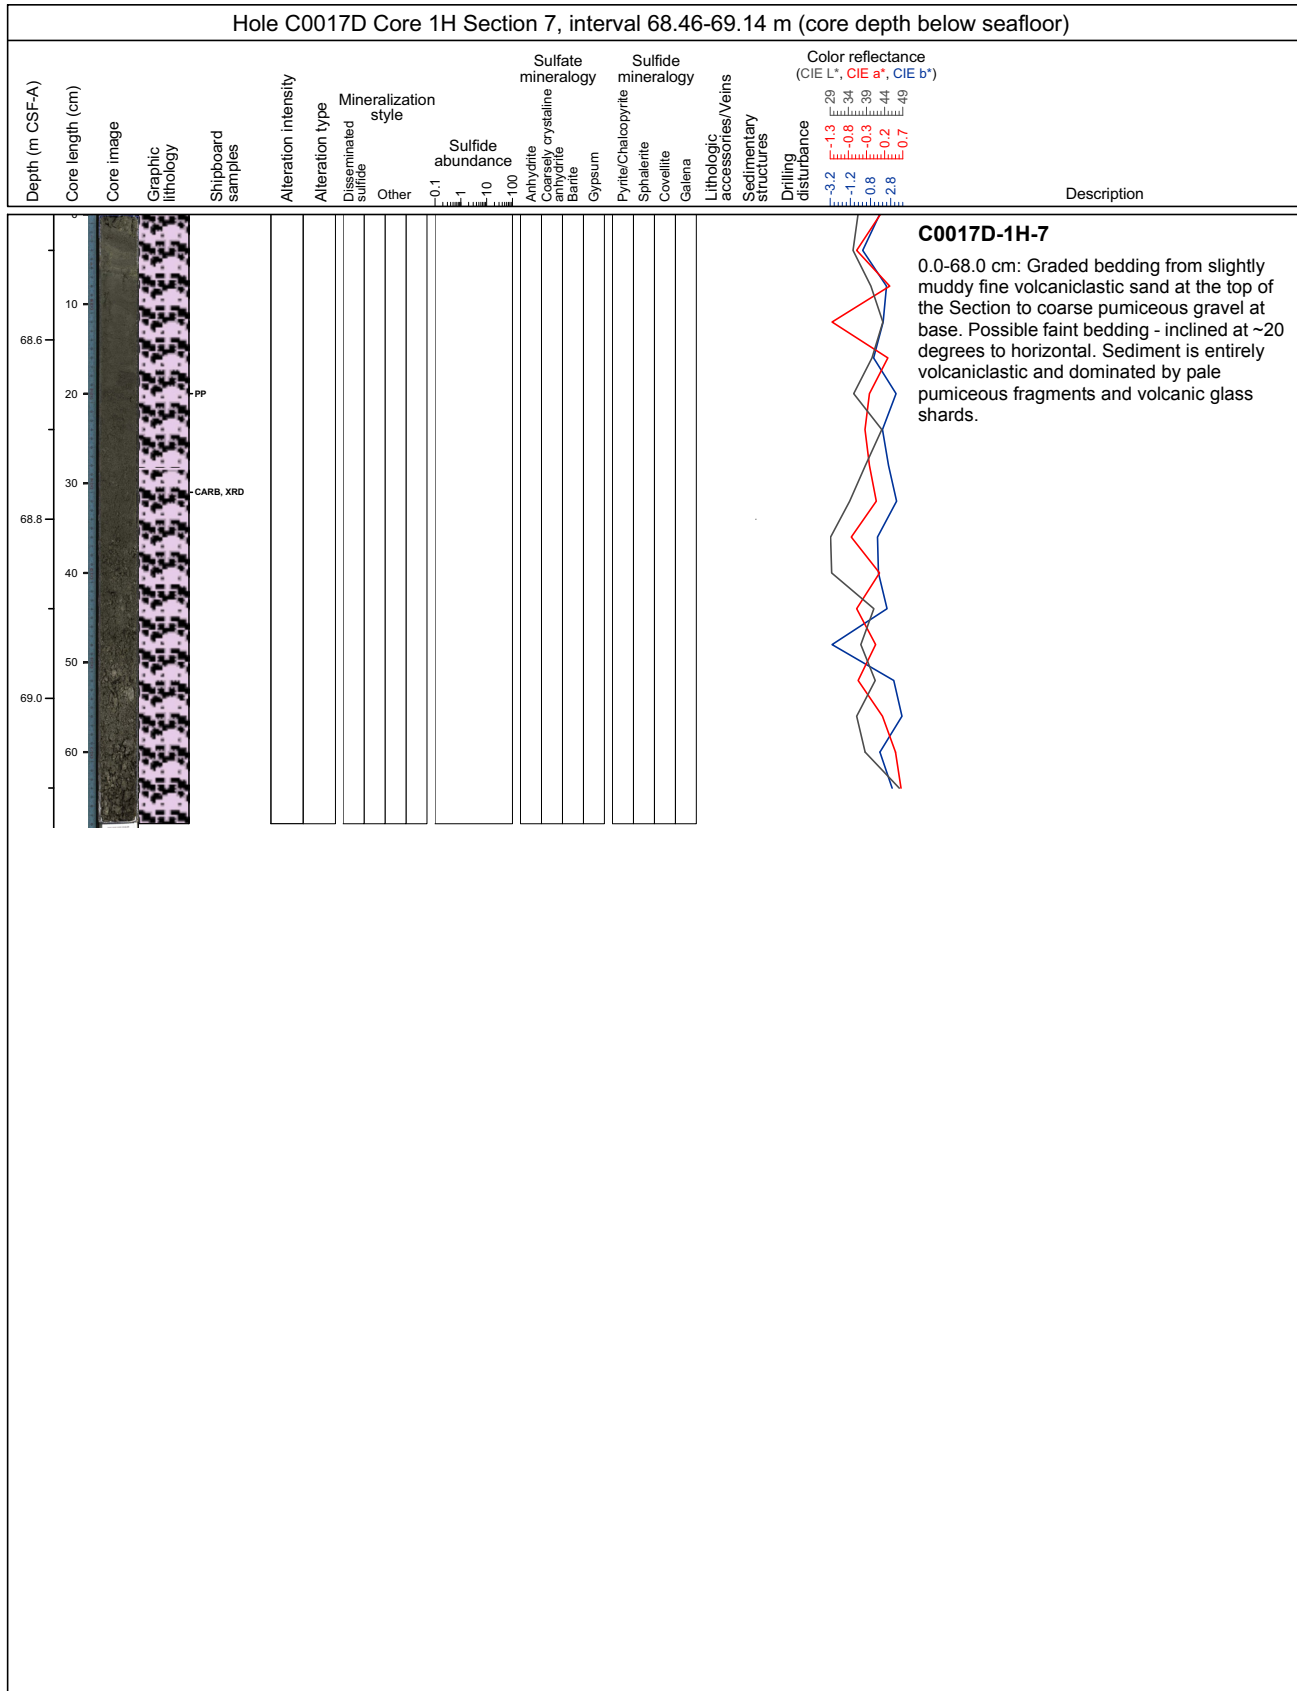 Hole C0017D Core 1H Section 7, interval 68.46-69.14 m (core depth below seafloor)
Depth (m CSF-A)
Core length (cm)
Core image
Graphic
lithology
Shipboard
samples
Alteration intensity
Alteration type
Mineralization
style
Disseminated
sulfide
Other
Sulfide
abundance
0.1
1
10
100
Sulfate
mineralogy
Anhydrite
Coarsely crystaline
anhydrite
Barite
Gypsum
Sulfide
mineralogy
Pyrite/Chalcopyrite
Sphalerite
Covellite
Galena
Lithologic
accessories/Veins
Sedimentary
structures
Drilling
disturbance
Color reflectance
(CIE L*, CIE a*, CIE b*)
29 34 39 44 49
-1.3 -0.8 -0.3 0.2 0.7
-3.2 -1.2 0.8 2.8
Description
C0017D-1H-7
0.0-68.0 cm: Graded bedding from slightly
muddy fine volcaniclastic sand at the top of
the Section to coarse pumiceous gravel at
base. Possible faint bedding - inclined at ~20
degrees to horizontal. Sediment is entirely
volcaniclastic and dominated by pale
pumiceous fragments and volcanic glass
shards.
10
68.6
20
PP
30
CARB, XRD
68.8
40
50
69.0
60